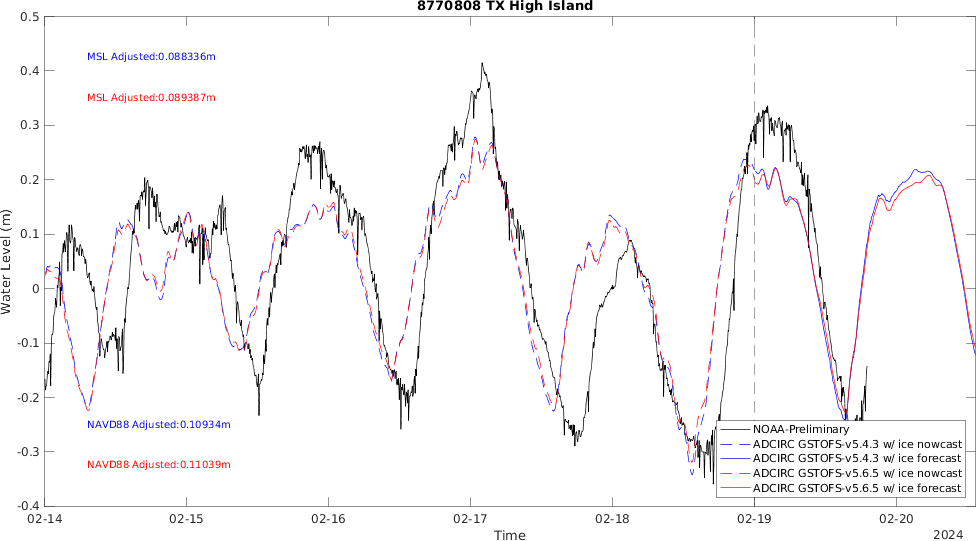 8770808 TX High Island
0.5
0.4
0.3
0.2
0.1
0
-0.1
-0.2
-0.3
-0.4
Water Level (m)
MSL Adjusted:0.088336m
MSL Adjusted:0.089387m
NAVD88 Adjusted:0.10934m
NAVD88 Adjusted:0.11039m
NOAA-Preliminary
ADCIRC GSTOFS-v5.4.3 w/ ice nowcast
ADCIRC GSTOFS-v5.4.3 w/ ice forecast
ADCIRC GSTOFS-v5.6.5 w/ ice nowcast
ADCIRC GSTOFS-v5.6.5 w/ ice forecast
02-14 02-15 02-16 02-17 02-18 02-19 02-20
Time
2024